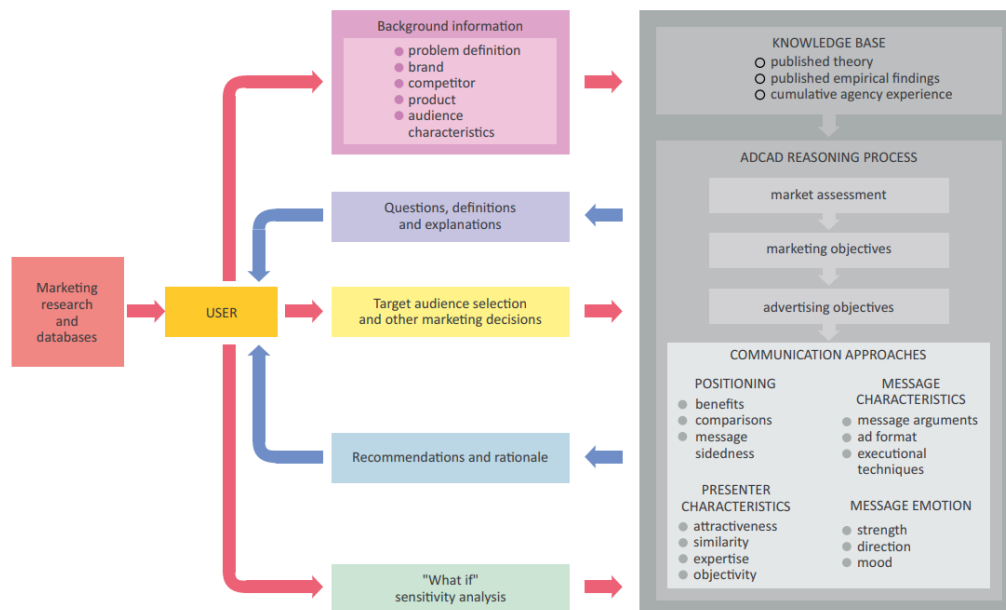 Background information
problem definition
brand
competitor
product
audience
characteristics
Questions, definitions
and explanations
Marketing
research
and
databases
USER
Target audience selection
and other marketing decisions
Recommendations and rationale
"What if"
sensitivity analysis
KNOWLEDGE BASE
published theory
published empirical findings
cumulative agency experience
ADCAD REASONING PROCESS
market assessment
marketing objectives
advertising objectives
COMMUNICATION APPROACHES
POSITIONING
benefits
comparisons
message
sidedness
MESSAGE
CHARACTERISTICS
message arguments
ad format
executional
techniques
PRESENTER
CHARACTERISTICS
attractiveness
similarity
expertise
objectivity
MESSAGE EMOTION
strength
direction
mood